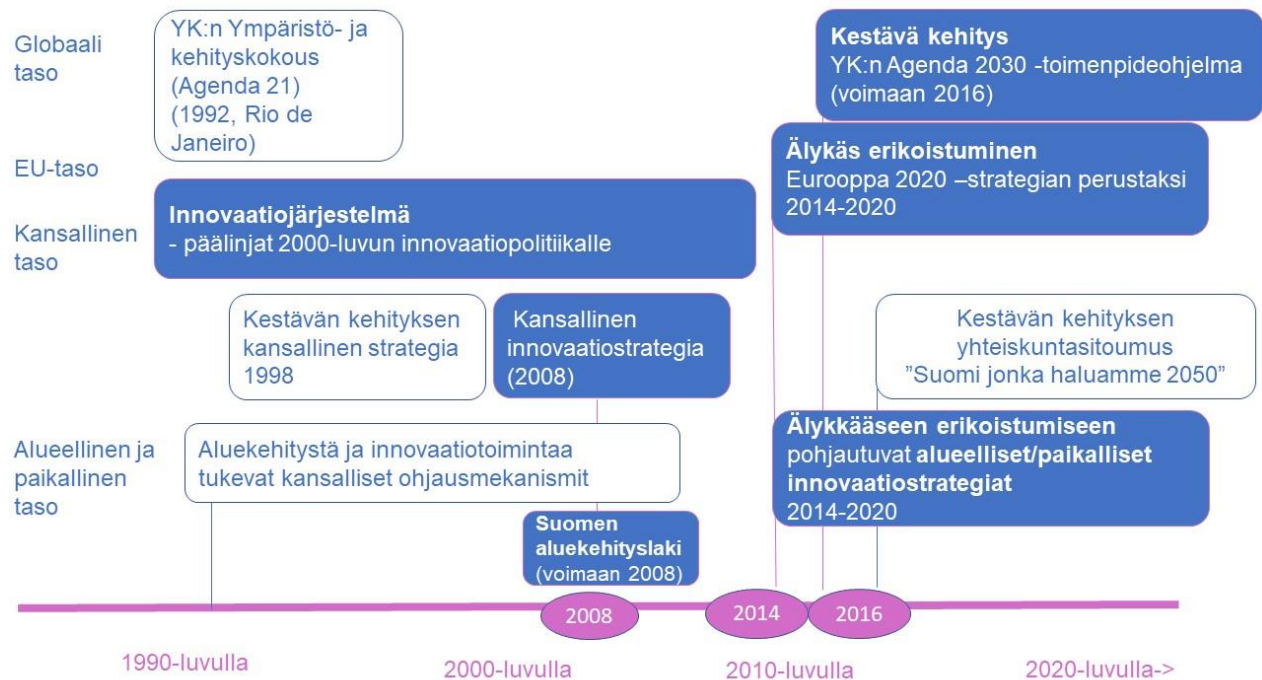 Globaali
taso
YK:n Ympäristö- ja
kehityskokous
(Agenda 21)
(1992, Rio de
Janeiro)
Kestävä kehitys
YK:n Agenda 2030 -toimenpideohjelma
(voimaan 2016)
EU-taso
Älykäs erikoistuminen
Eurooppa 2020 –strategian perustaksi
2014-2020
Kansallinen
taso
Innovaatiojärjestelmä
- päälinjat 2000-luvun innovaatiopolitiikalle
Kestävän kehityksen
kansallinen strategia
1998
Kansallinen
innovaatiostrategia
(2008)
Kestävän kehityksen
yhteiskuntasitoumus
”Suomi jonka haluamme 2050”
Alueellinen ja
paikallinen
taso
Aluekehitystä ja innovaatiotoimintaa
tukevat kansalliset ohjausmekanismit
Älykkääseen erikoistumiseen
pohjautuvat alueelliset/paikalliset
innovaatiostrategiat
2014-2020
Suomen
aluekehityslaki
(voimaan 2008)
2008
2014
2016
1990-luvulla
2000-luvulla
2010-luvulla
2020-luvulla->